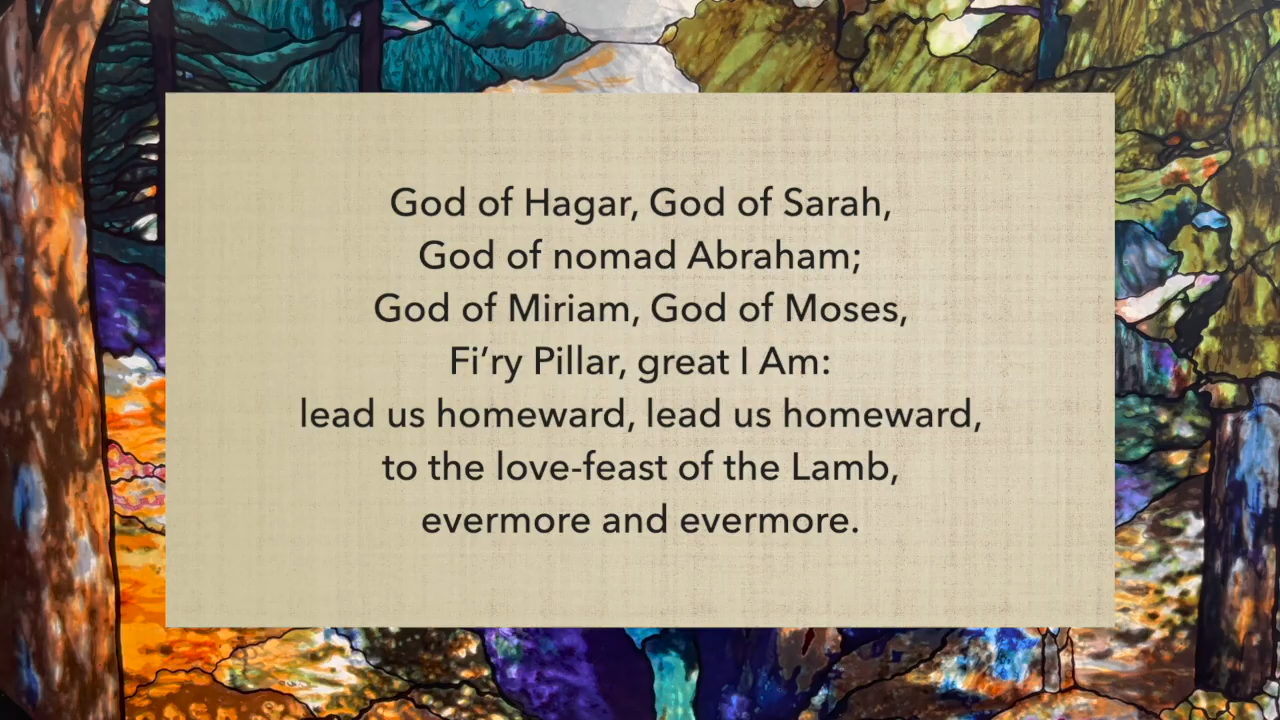 God of Hagar, God of Sarah,
God of nomad Abraham;
God of Miriam, God of Moses,
Fi’ry Pillar, great I Am:
lead us homeward, lead us homeward,
to the love-feast of the Lamb,
evermore and evermore.